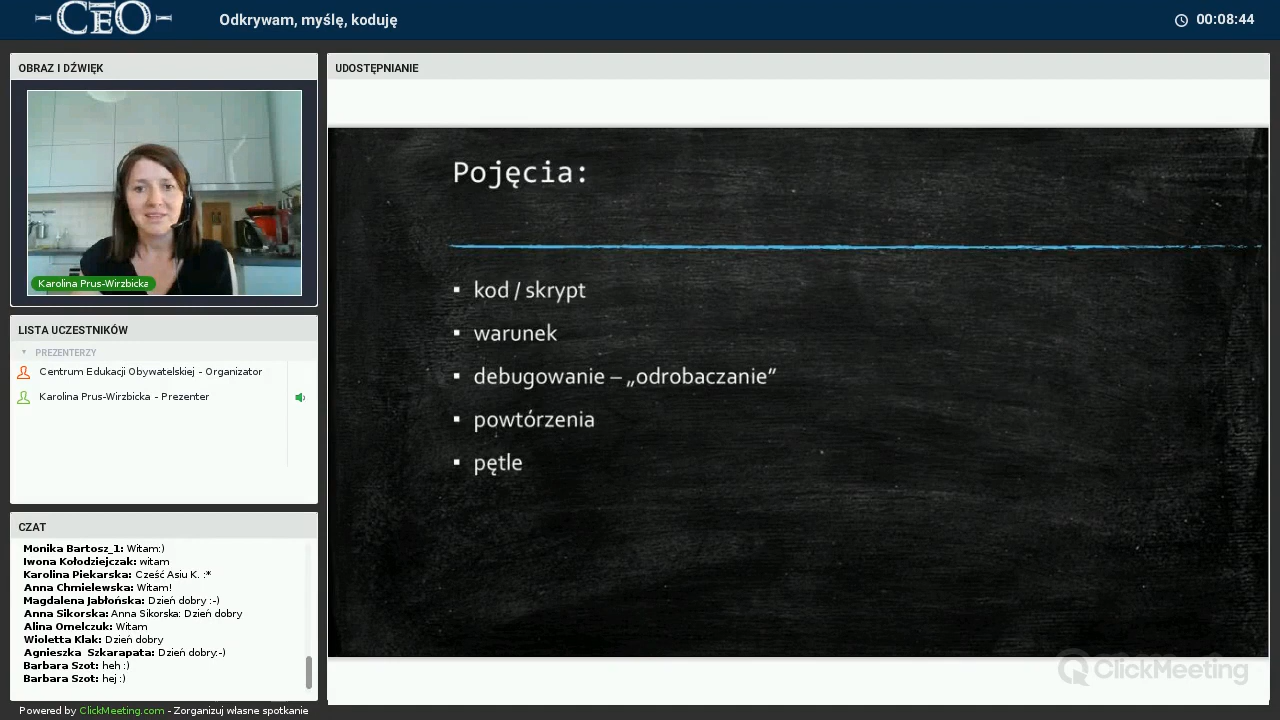 CEO
Odkrywam, myślę, koduję
00:08:44
OBRAZ I DŹWIĘK
Karolina Prus-Wirzbicka
LISTA UCZESTNIKÓW
PREZENTERZY
Centrum Edukacji Obywatelskiej - Organizator
Karolina Prus-Wirzbicka - Prezenter
CZAT
Monika Bartosz_1: Witam:)
Iwona Kołodziejczak: witam
Karolina Piekarska: Cześć Asiu K. :*
Anna Chmielewska: Witam!
Magdalena Jabłońska: Dzień dobry :-)
Anna Sikorska: Anna Sikorska: Dzień dobry
Alina Omelczuk: Witam
Wioletta Klak: Dzień dobry
Agnieszka Szkarapata: Dzień dobry:-)
Barbara Szot: heh :)
Barbara Szot: hej :)
Powered by ClickMeeting.com - Zorganizuj własne spotkanie
UDOSTĘPNIANIE
Pojęcia:
▪ kod / skrypt
▪ warunek
▪ debugowanie – „odrobaczanie”
▪ powtórzenia
▪ pętle
ClickMeeting